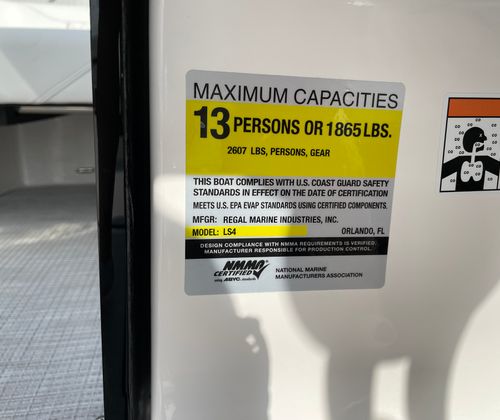 MAXIMUM CAPACITIES
13 PERSONS OR 1865 LBS.
2607 LBS, PERSONS, GEAR
THIS BOAT COMPLIES WITH U.S. COAST GUARD SAFETY
STANDARDS IN EFFECT ON THE DATE OF CERTIFICATION
MEETS U.S. EPA EVAP STANDARDS USING CERTIFIED COMPONENTS.
MFGR: REGAL MARINE INDUSTRIES, INC.
MODEL: LS4 ORLANDO, FL
DESIGN COMPLIANCE WITH NMMA REQUIREMENTS IS VERIFIED.
MANUFACTURER RESPONSIBLE FOR PRODUCTION CONTROL.
NMMA
CERTIFIED
using ABYC standards
NATIONAL MARINE
MANUFACTURERS ASSOCIATION